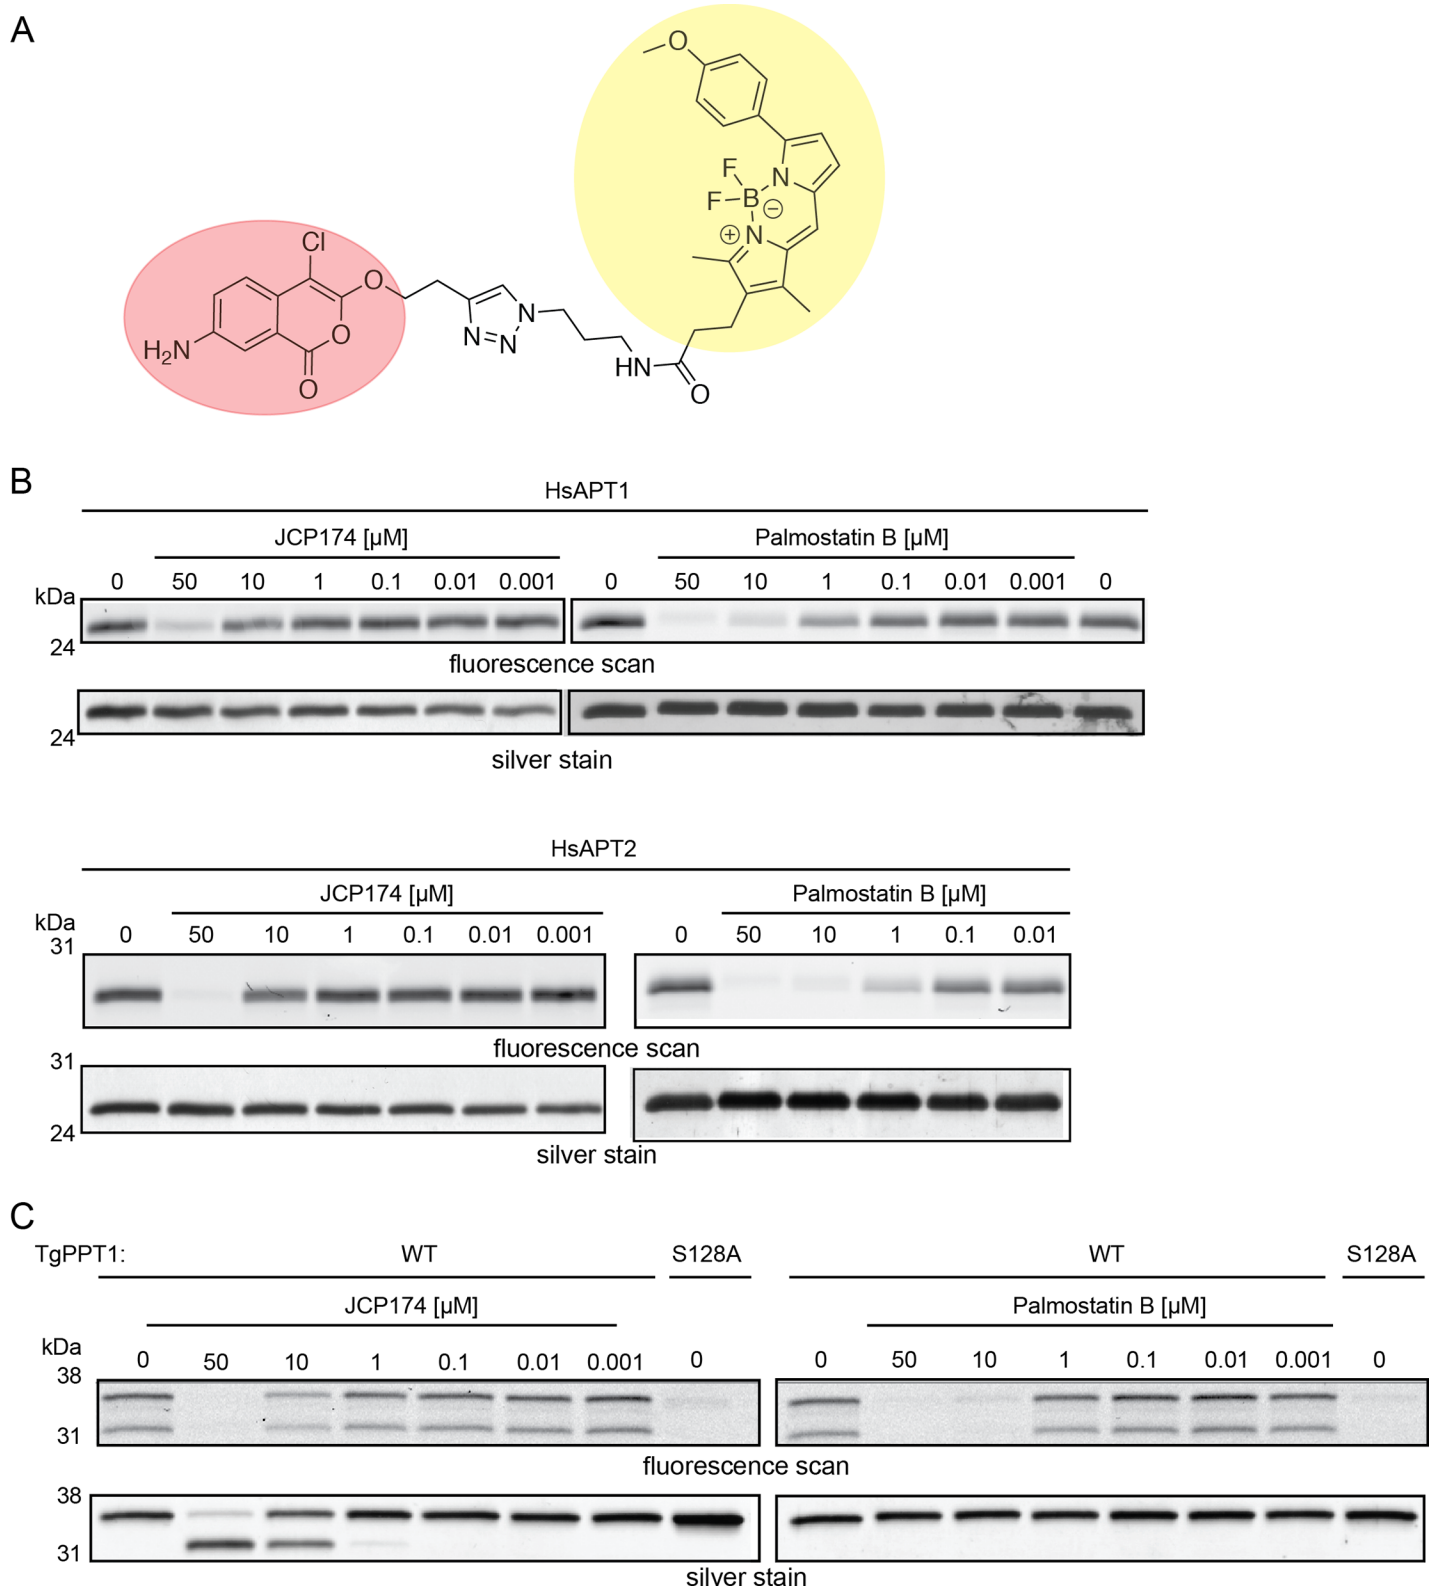 A
O
F
N
F
B
⊖
⊕
N
Cl
O
N
O
H₂N
N
N
HN
O
O
B
HsAPT1
JCP174 [µM] Palmostatin B [µM]
0 50 10 1 0.1 0.01 0.001 0 50 10 1 0.1 0.01 0.001 0
kDa
24
fluorescence scan
24
silver stain
HsAPT2
JCP174 [µM] Palmostatin B [µM]
kDa
0 50 10 1 0.1 0.01 0.001 0 50 10 1 0.1 0.01
31
fluorescence scan
31
24
silver stain
C
TgPPT1: WT S128A WT S128A
JCP174 [µM] Palmostatin B [µM]
kDa
0 50 10 1 0.1 0.01 0.001 0 0 50 10 1 0.1 0.01 0.001 0
38
31
fluorescence scan
38
31
silver stain